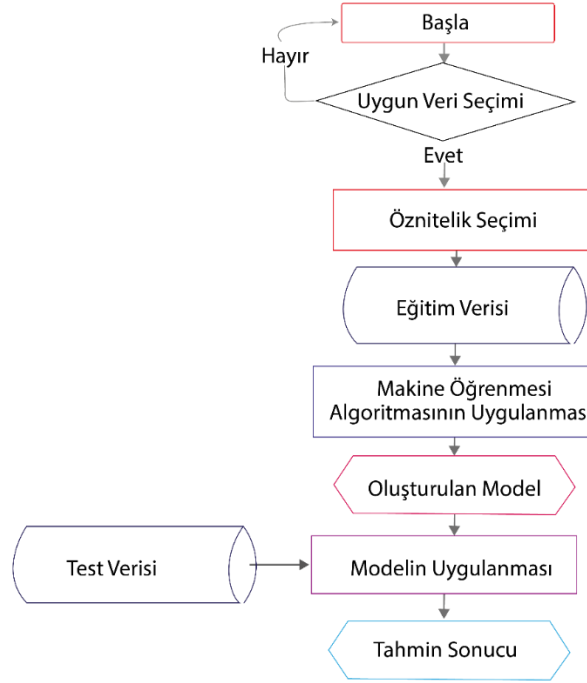 Başla
Hayır
Uygun Veri Seçimi
Evet
Öznitelik Seçimi
Eğitim Verisi
Makine Öğrenmesi
Algoritmasının Uygulanmas
Oluşturulan Model
Test Verisi
Modelin Uygulanması
Tahmin Sonucu